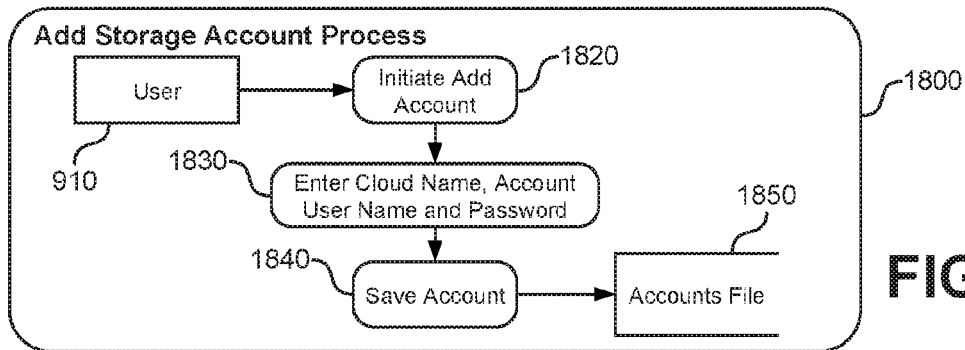 Add Storage Account Process
User
910
Initiate Add
Account
1820
1800
1830
Enter Cloud Name, Account
User Name and Password
1850
1840
Save Account
Accounts File
FIG